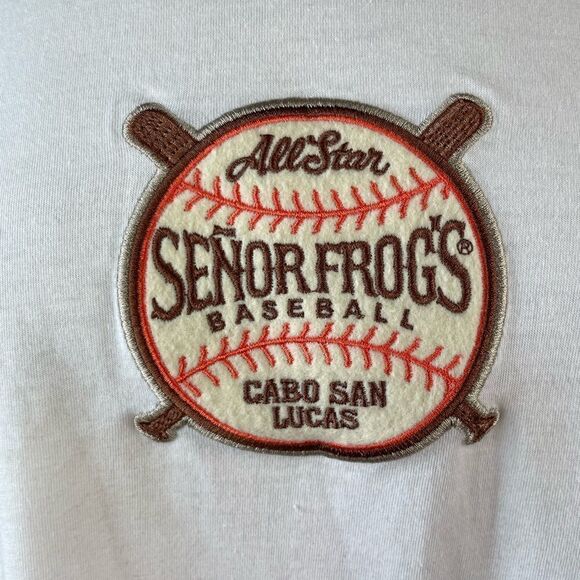 All Star
SEÑOR FROG'S®
BASEBALL
CABO SAN
LUCAS